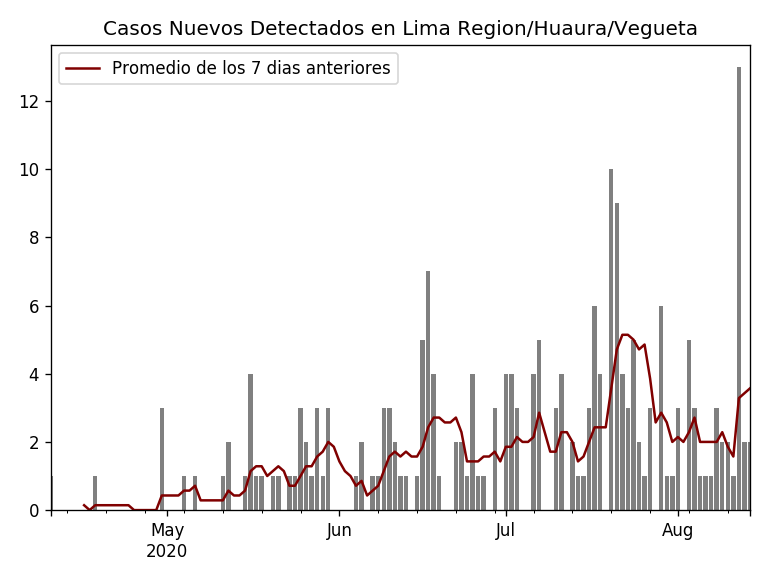 Casos Nuevos Detectados en Lima Region/Huaura/Vegueta
Promedio de los 7 dias anteriores
12
10
8
6
4
2
0
May
2020
Jun
Jul
Aug